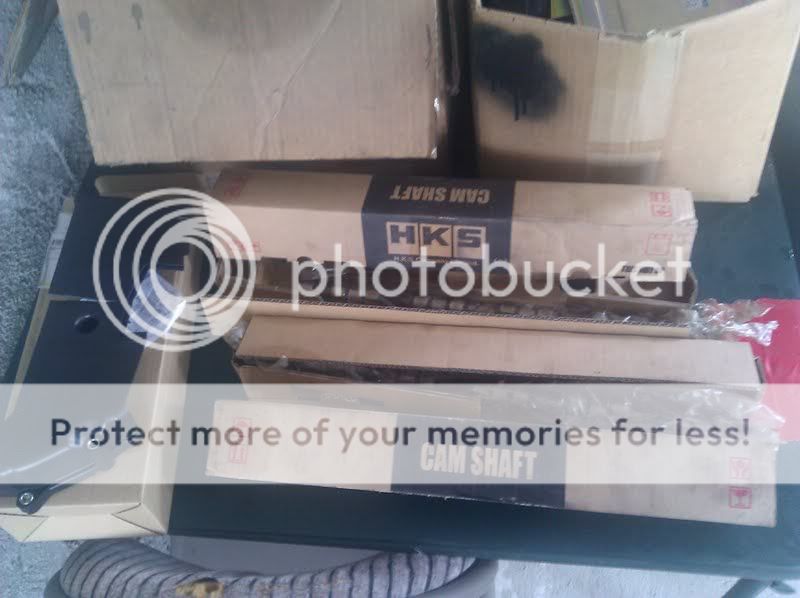 CAM SHAFT
HKS
photobucket
Protect more of your memories for less!
CAM SHAFT